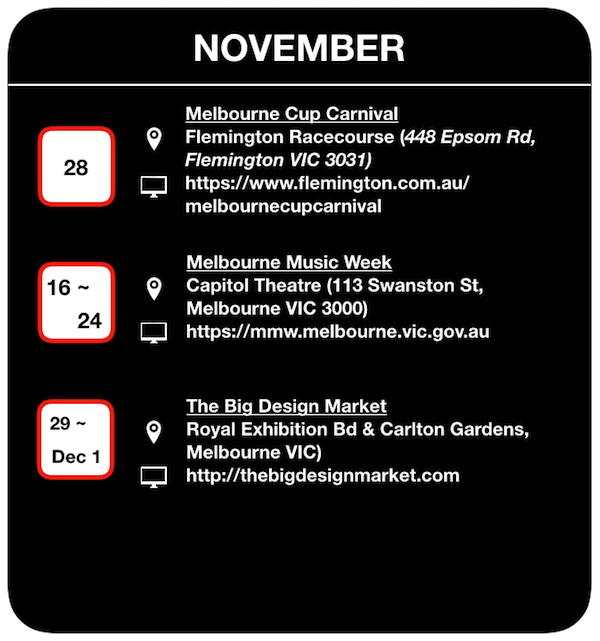 NOVEMBER
28
Melbourne Cup Carnival
Flemington Racecourse (448 Epsom Rd,
Flemington VIC 3031)
https://www.flemington.com.au/
melbournecupcarnival
16 ~
24
Melbourne Music Week
Capitol Theatre (113 Swanston St,
Melbourne VIC 3000)
https://mmw.melbourne.vic.gov.au
29 ~
Dec 1
The Big Design Market
Royal Exhibition Bd & Carlton Gardens,
Melbourne VIC)
http://thebigdesignmarket.com